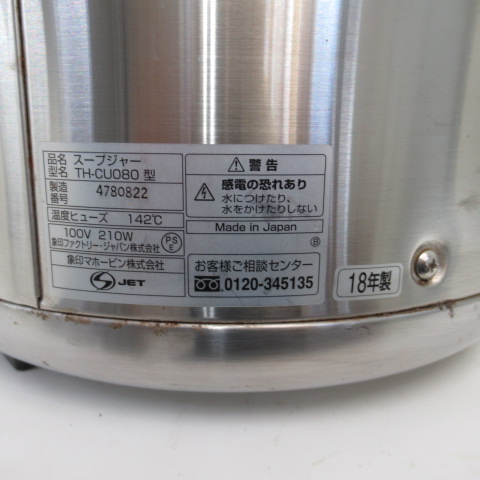 品名 スープジャー
型名 TH-CU080 型
製造
番号 4780822
温度ヒューズ 142℃
100V 210W
象印ファクトリー・ジャパン株式会社
PS
E
象印マホービン株式会社
S JET
⚠ 警告
感電の恐れあり
水につけたり、
水をかけたりしない
Made in Japan
Ⓑ
お客様ご相談センター
0120-345135
18年製